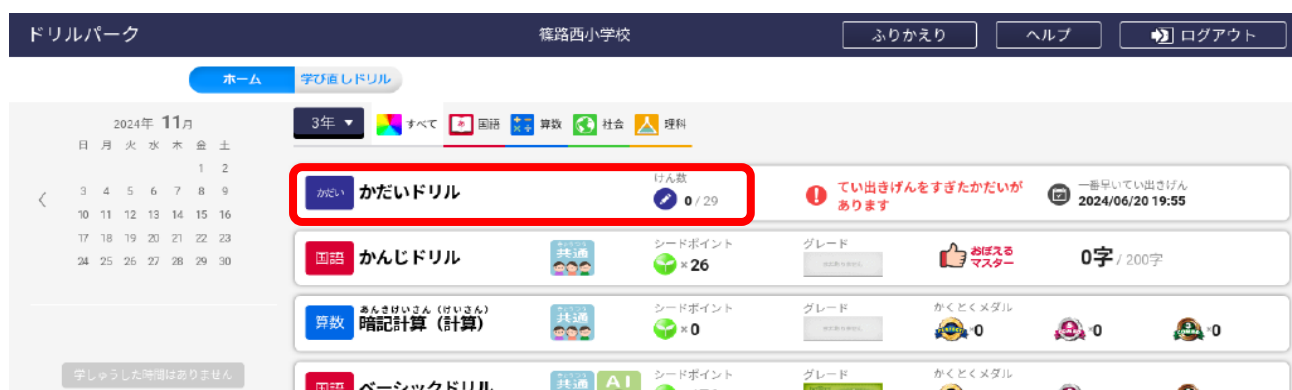 ドリルパーク
篠路西小学校
ふりかえり
ヘルプ
ログアウト
ホーム
学び直しドリル
2024年 11月
日 月 火 水 木 金 土
1 2
3 4 5 6 7 8 9
10 11 12 13 14 15 16
17 18 19 20 21 22 23
24 25 26 27 28 29 30
学しゅうした時間はありません
3年
すべて
国語
算数
社会
理科
かだい
かだいドリル
けん数
0 / 29
てい出きげんをすぎたかだいが
あります
一番早いてい出きげん
2024/06/20 19:55
国語
かんじドリル
共通
シードポイント
×26
グレード
おぼえる
マスター
0字 / 200字
算数
あんきけいさん(けいさん)
暗記計算(計算)
共通
シードポイント
×0
グレード
かくとくメダル
×0
×0
×0
国語
ベーシックドリル
共通
AI
シードポイント
グレード
かくとくメダル